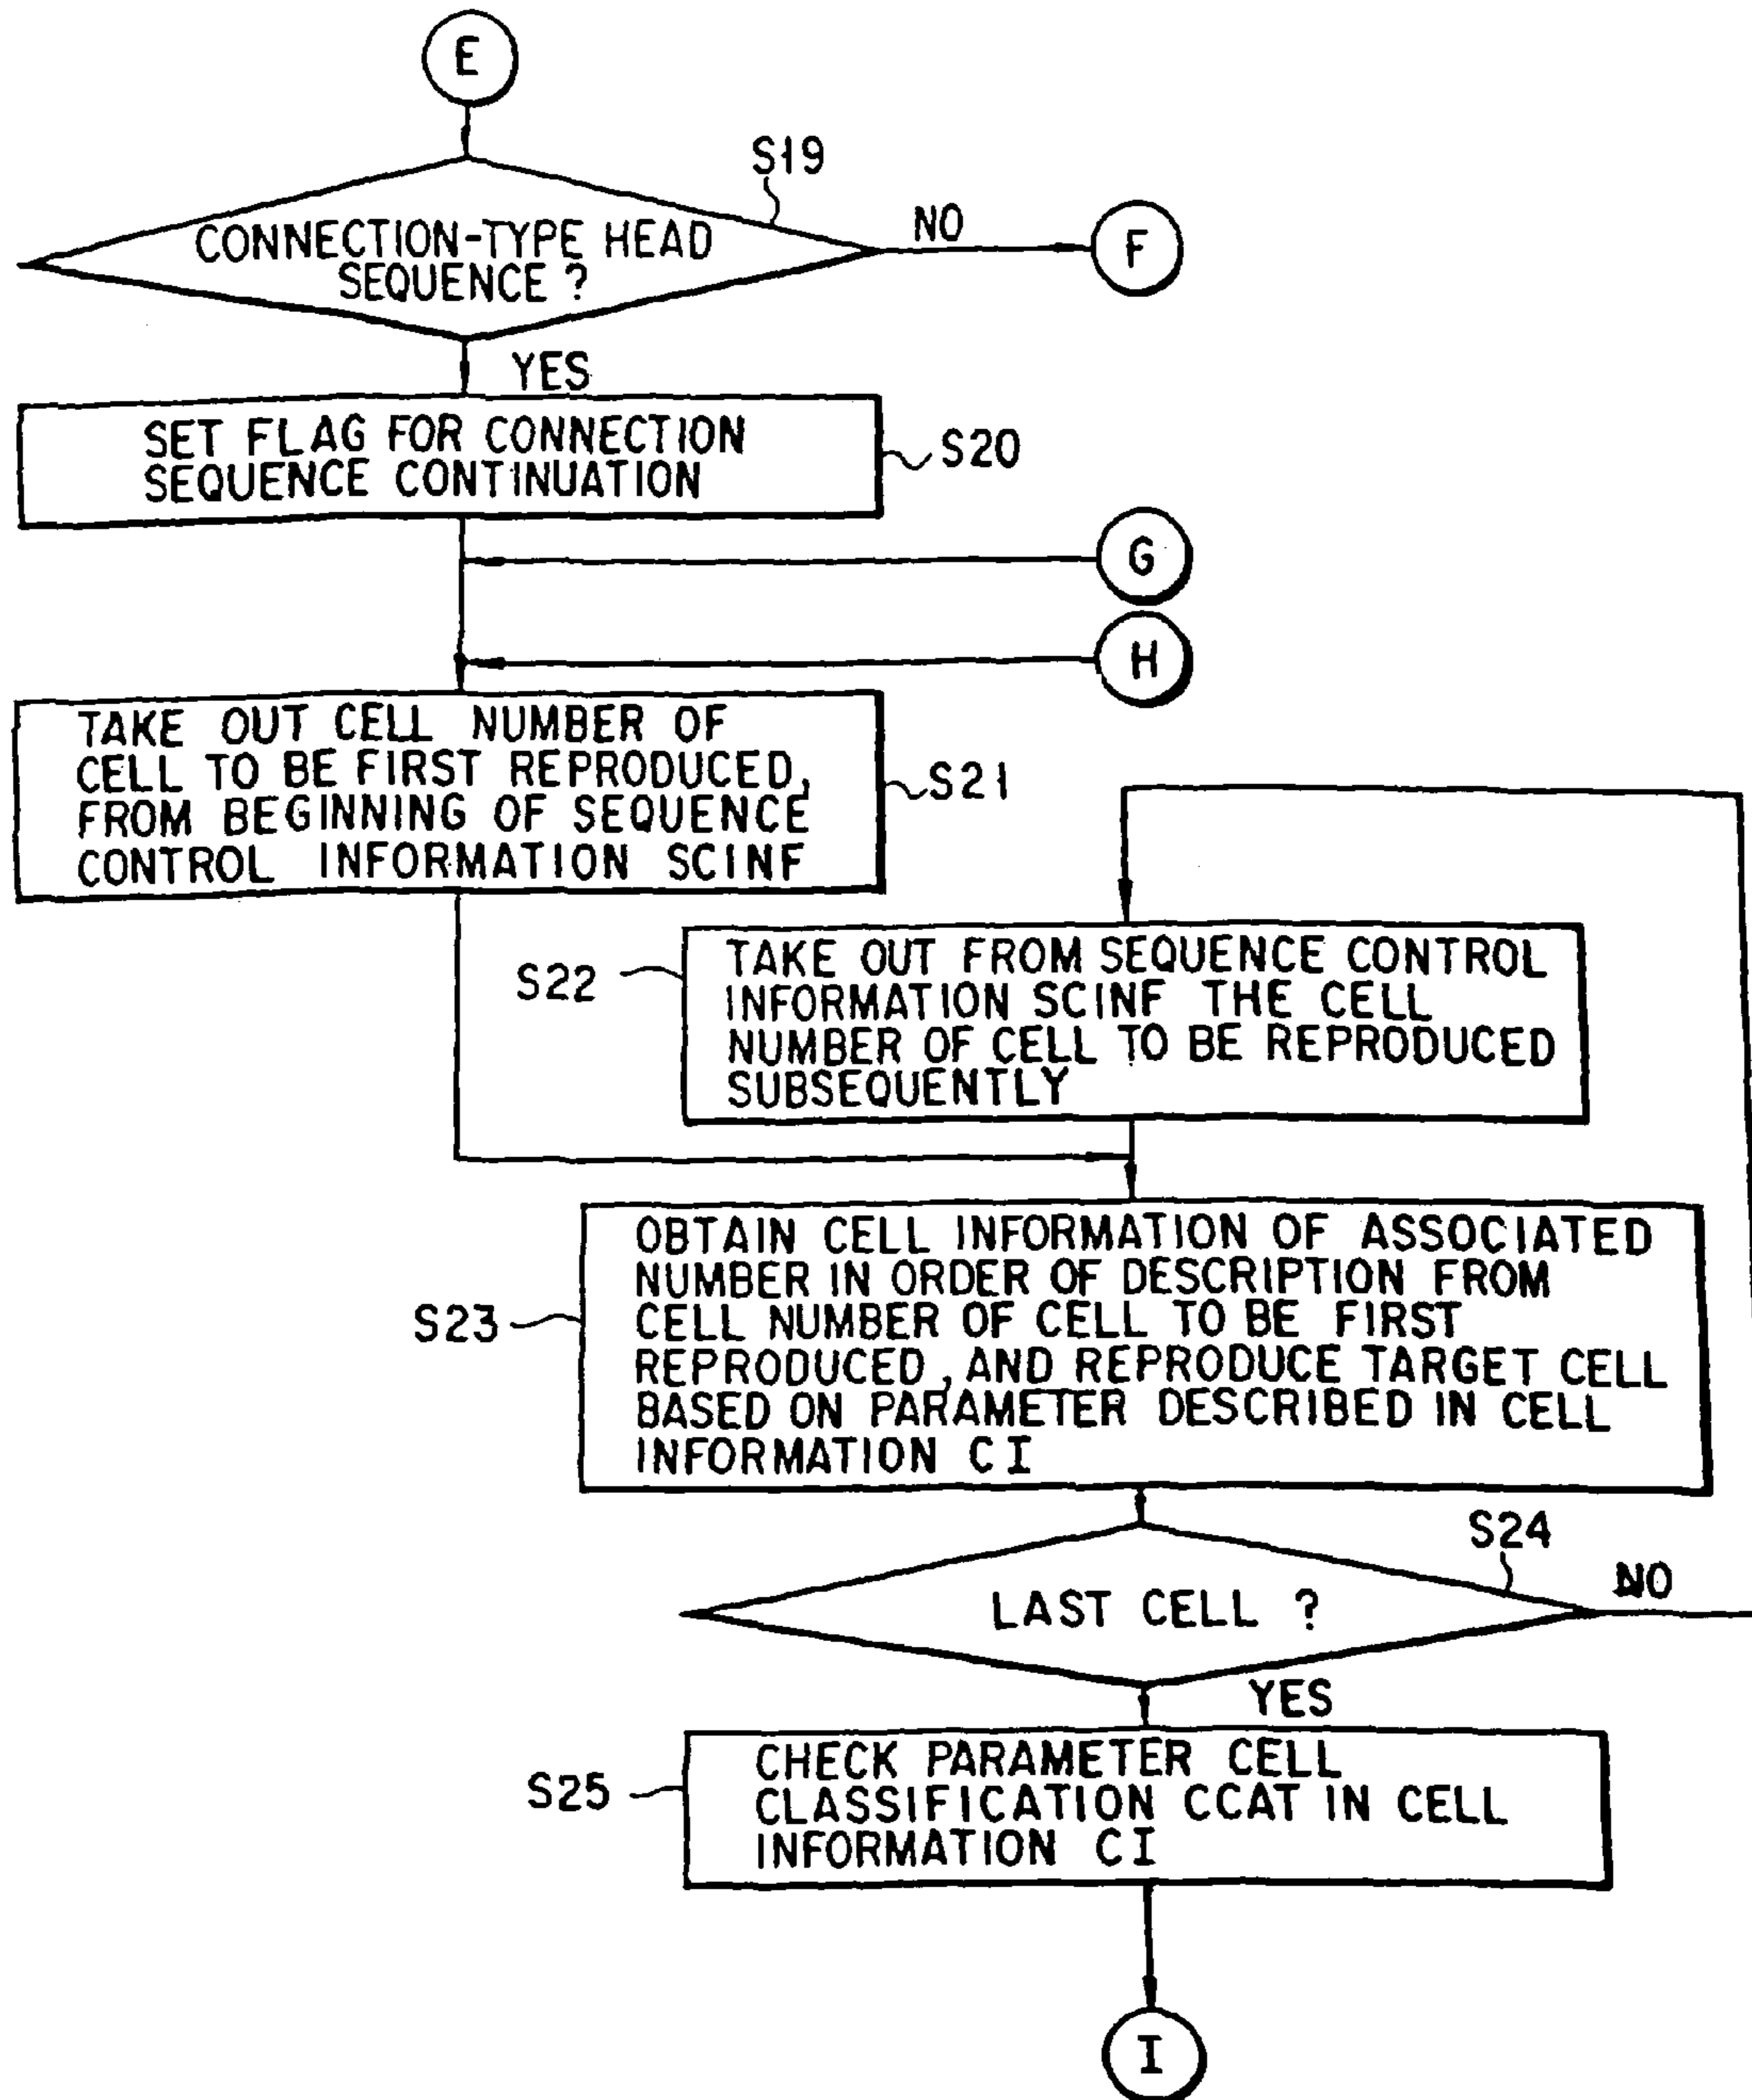 E
S19
CONNECTION-TYPE HEAD
SEQUENCE ?
NO
F
YES
SET FLAG FOR CONNECTION
SEQUENCE CONTINUATION
S20
G
H
TAKE OUT CELL NUMBER OF
CELL TO BE FIRST REPRODUCED,
FROM BEGINNING OF SEQUENCE
CONTROL INFORMATION SCINF
S21
S22
TAKE OUT FROM SEQUENCE CONTROL
INFORMATION SCINF THE CELL
NUMBER OF CELL TO BE REPRODUCED
SUBSEQUENTLY
S23
OBTAIN CELL INFORMATION OF ASSOCIATED
NUMBER IN ORDER OF DESCRIPTION FROM
CELL NUMBER OF CELL TO BE FIRST
REPRODUCED, AND REPRODUCE TARGET CELL
BASED ON PARAMETER DESCRIBED IN CELL
INFORMATION CI
S24
LAST CELL ?
NO
YES
S25
CHECK PARAMETER CELL
CLASSIFICATION CCAT IN CELL
INFORMATION CI
I